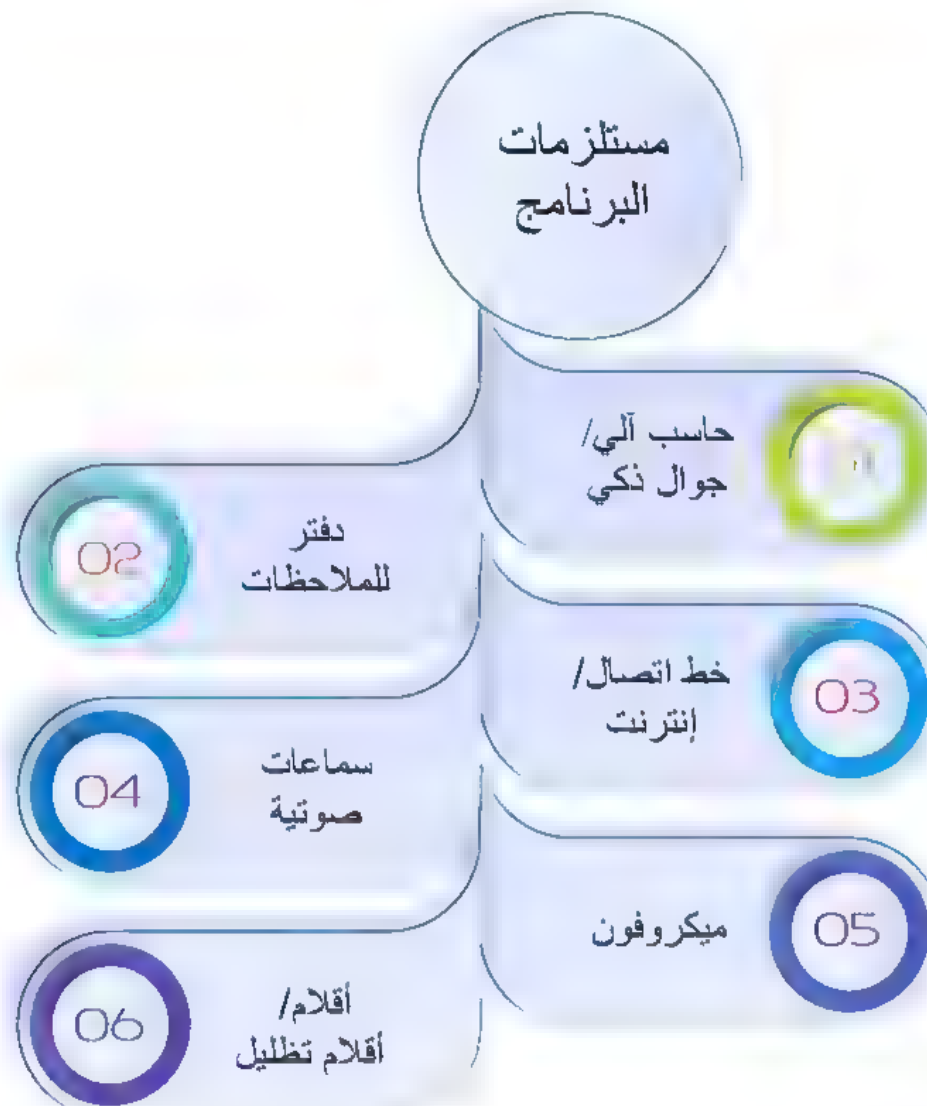 مستلزمات
البرنامج
حاسب آلي/
جوال ذكي
02
دفتر
للملاحظات
03
خط اتصال/
إنترنت
04
سماعات
صوتية
05
ميكروفون
06
أقلام/
أقلام تظليل